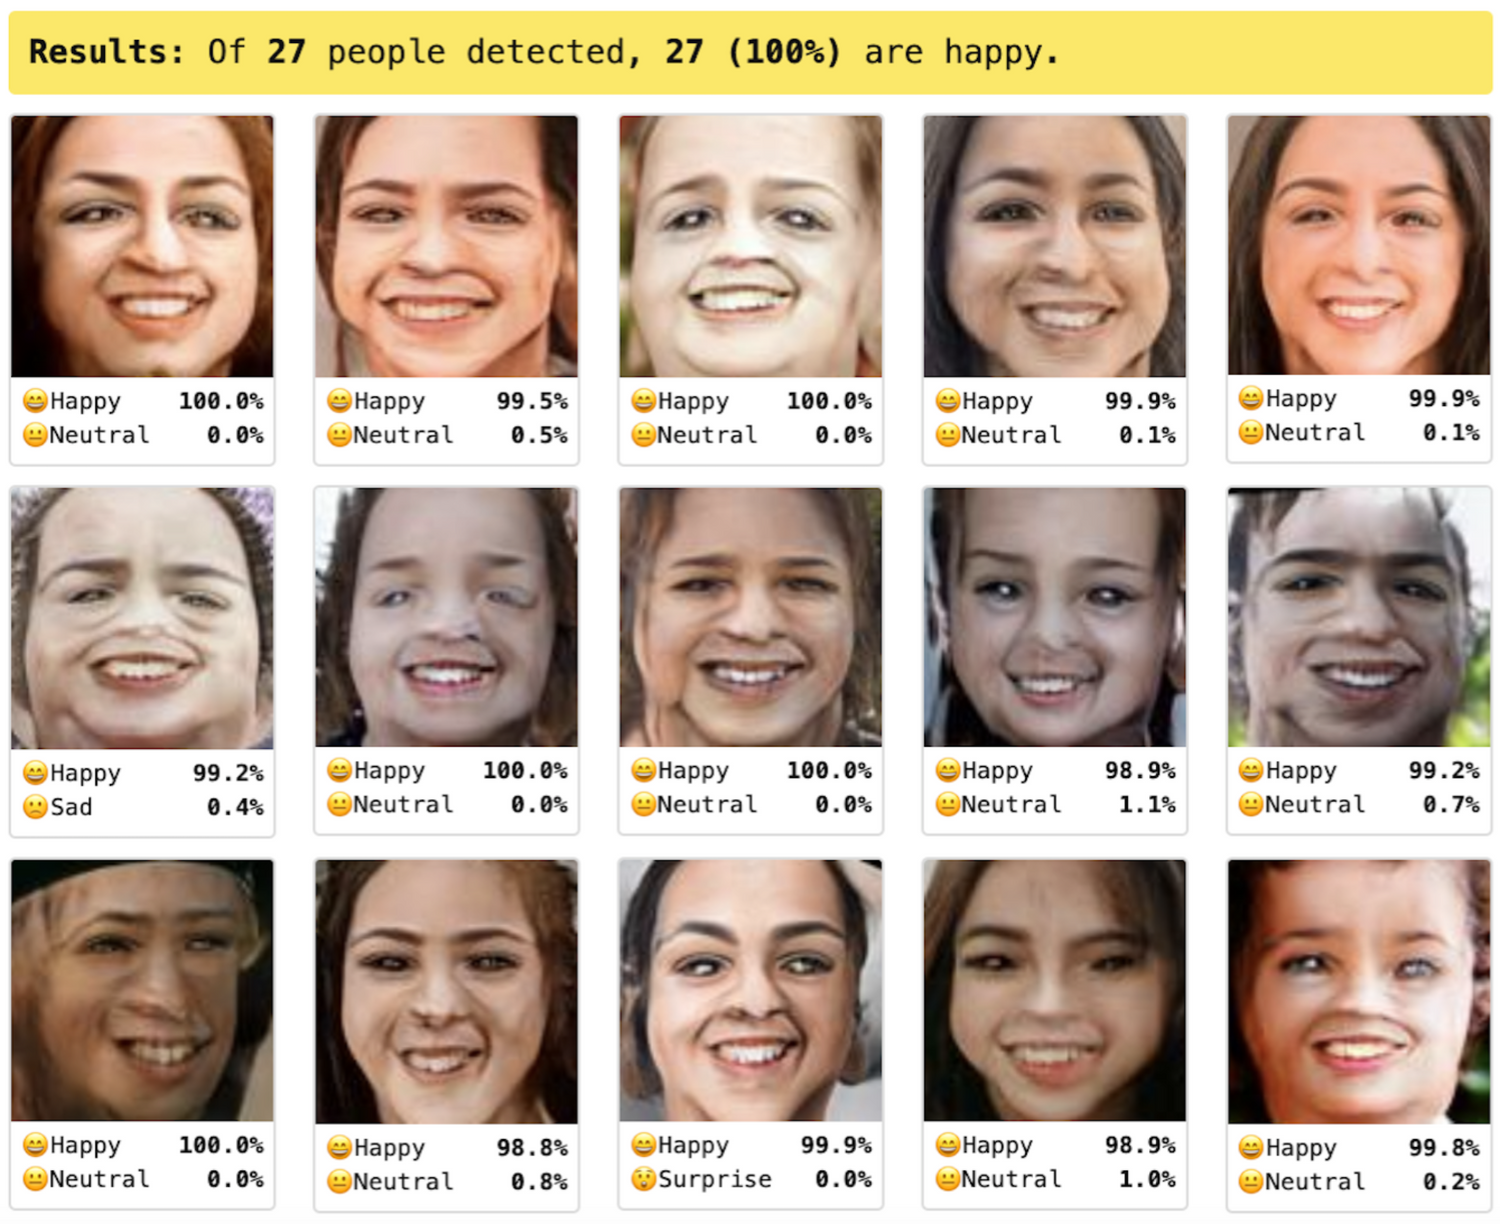 Results: Of 27 people detected, 27 (100%) are happy.
😄Happy 100.0%
😐Neutral 0.0%
😄Happy 99.5%
😐Neutral 0.5%
😄Happy 100.0%
😐Neutral 0.0%
😄Happy 99.9%
😐Neutral 0.1%
😄Happy 99.9%
😐Neutral 0.1%
😄Happy 99.2%
🙁Sad 0.4%
😄Happy 100.0%
😐Neutral 0.0%
😄Happy 100.0%
😐Neutral 0.0%
😄Happy 98.9%
😐Neutral 1.1%
😄Happy 99.2%
😐Neutral 0.7%
😄Happy 100.0%
😐Neutral 0.0%
😄Happy 98.8%
😐Neutral 0.8%
😄Happy 99.9%
😲Surprise 0.0%
😄Happy 98.9%
😐Neutral 1.0%
😄Happy 99.8%
😐Neutral 0.2%